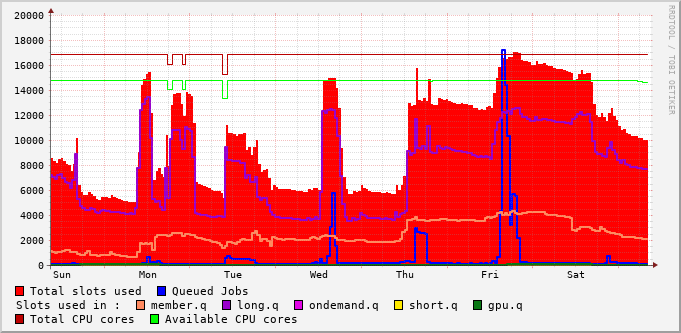 20000
18000
16000
14000
12000
10000
8000
6000
4000
2000
0
Sun Mon Tue Wed Thu Fri Sat
RRDTOOL / TOBI OETIKER
Total slots used Queued Jobs
Slots used in : member.q long.q ondemand.q short.q gpu.q
Total CPU cores Available CPU cores